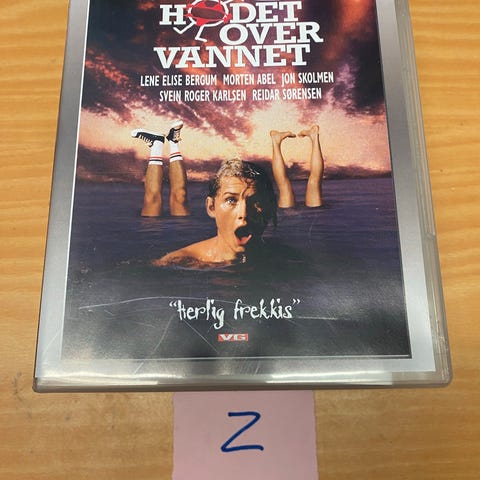 HODET
OVER
VANNET
LENE ELISE BERGUM MORTEN ABEL JON SKOLMEN
SVEIN ROGER KARLSEN REIDAR SØRENSEN
"herlig frekkis"
VG
Z